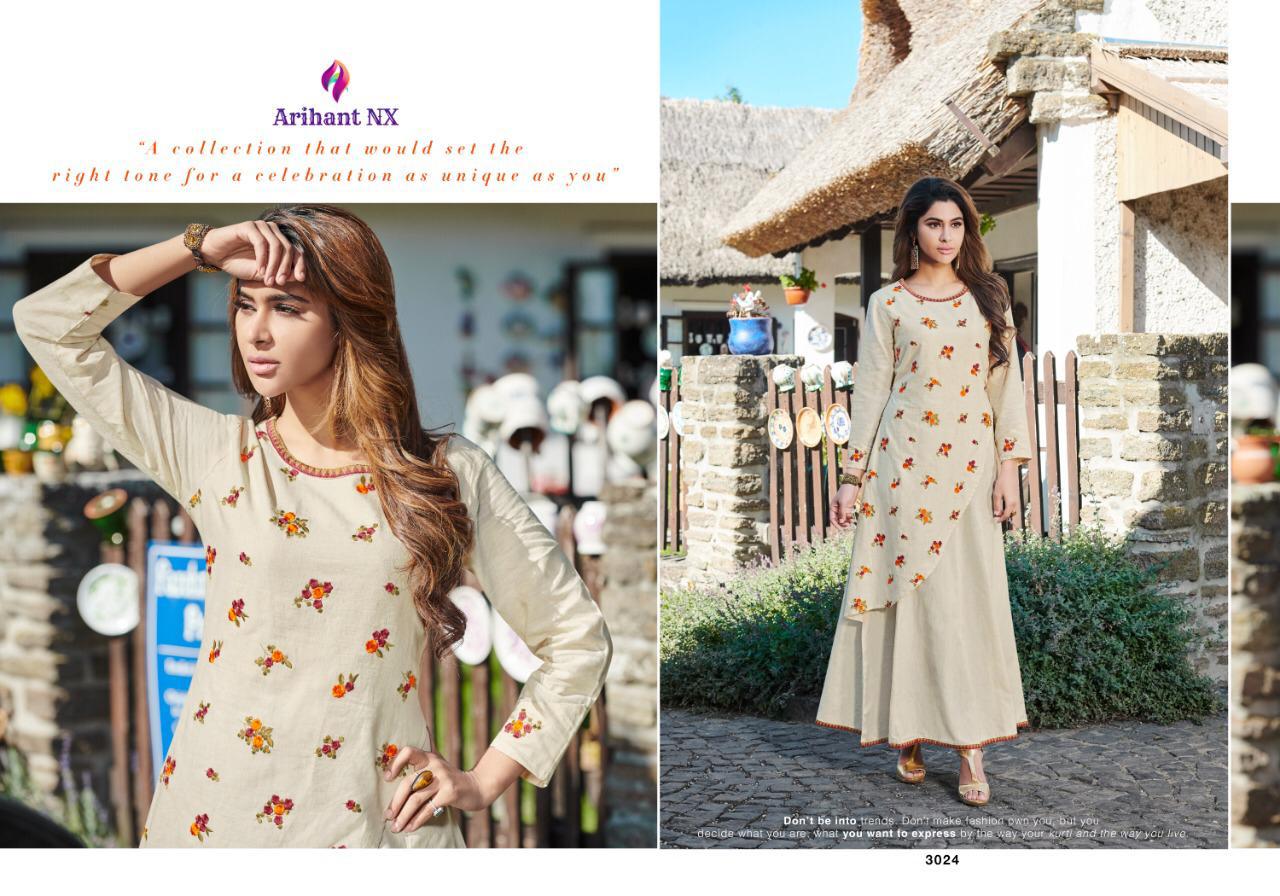 Arihant NX
“A collection that would set the
right tone for a celebration as unique as you”
Don't be into trends. Don't make fashion own you, but you
decide what you are, what you want to express by the way your kurti and the way you live.
3024